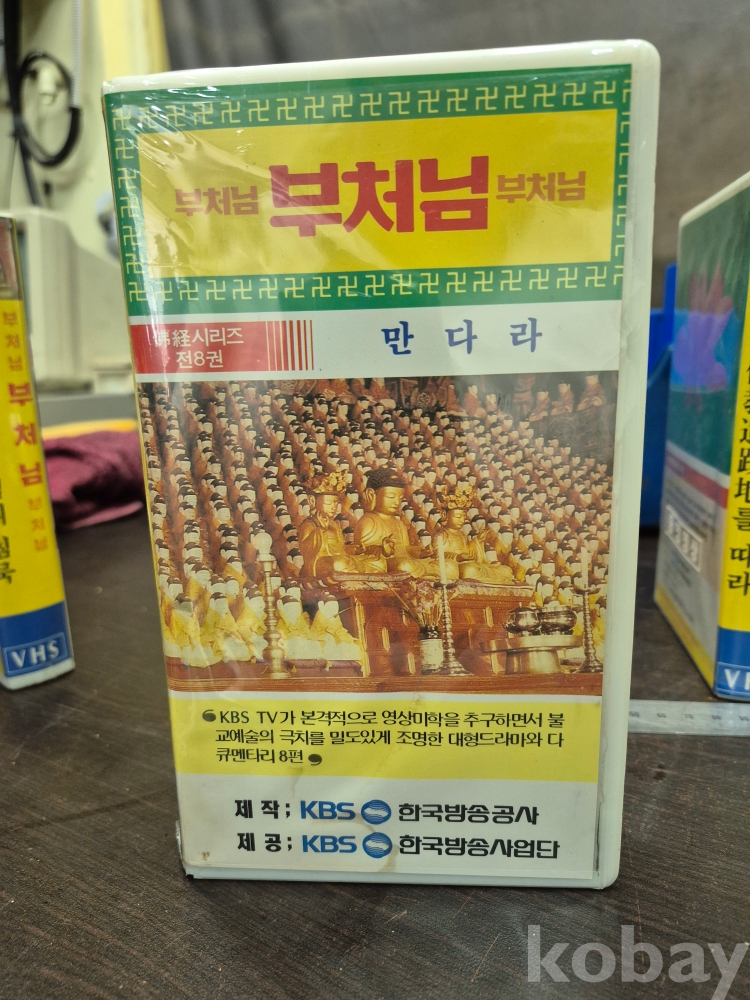 부처님 부처님 부처님
佛経시리즈
전8권
만다라
KBS TV가 본격적으로 영상미학을 추구하면서 불
교예술의 극치를 밀도있게 조명한 대형드라마와 다
큐멘타리 8편
제작; KBS 한국방송공사
제공; KBS 한국방송사업단
부처님 부처님 부처님
VHS
를 따라
kobay